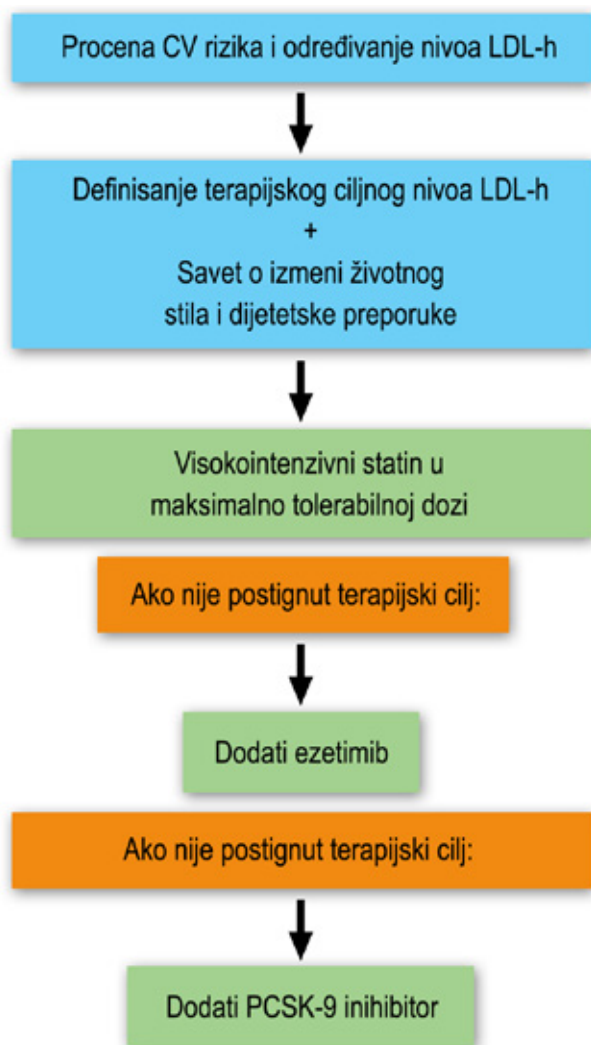 Procena CV rizika i određivanje nivoa LDL-h
Definisanje terapijskog ciljnog nivoa LDL-h
+
Savet o izmeni životnog
stila i dijetetske preporuke
Visokointenzivni statin u
maksimalno tolerabilnoj dozi
Ako nije postignut terapijski cilj:
Dodati ezetimib
Ako nije postignut terapijski cilj:
Dodati PCSK-9 inihibitor